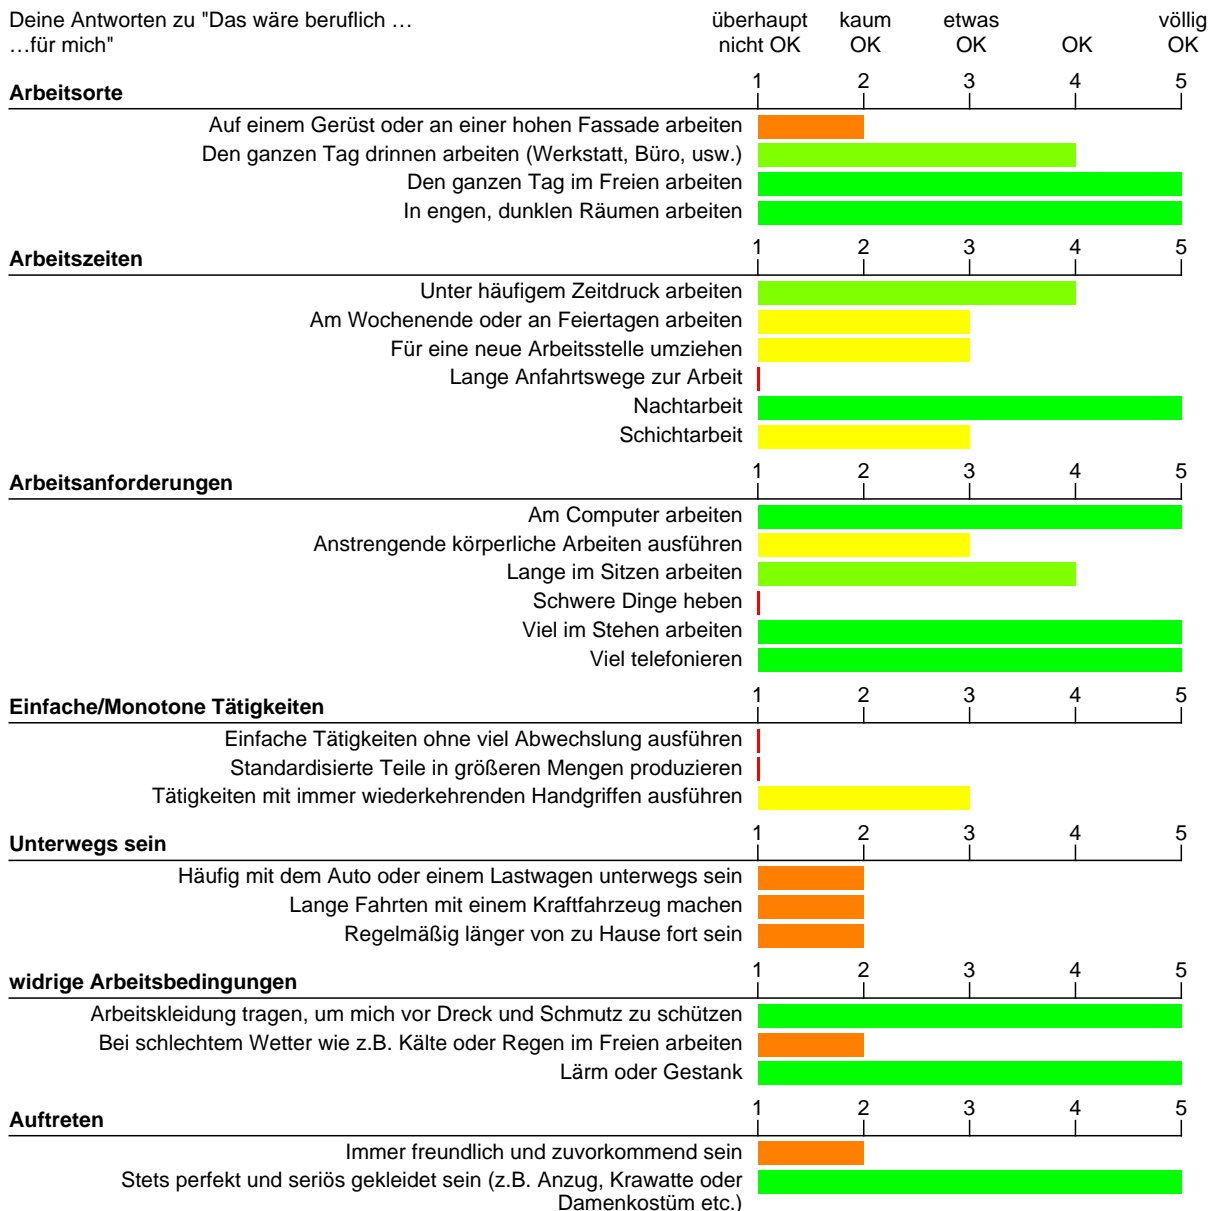 Deine Antworten zu "Das wäre beruflich … überhaupt kaum etwas völlig
…für mich" nicht OK OK OK OK OK
Arbeitsorte 1 2 3 4 5
Auf einem Gerüst oder an einer hohen Fassade arbeiten
Den ganzen Tag drinnen arbeiten (Werkstatt, Büro, usw.)
Den ganzen Tag im Freien arbeiten
In engen, dunklen Räumen arbeiten
Arbeitszeiten 1 2 3 4 5
Unter häufigem Zeitdruck arbeiten
Am Wochenende oder an Feiertagen arbeiten
Für eine neue Arbeitsstelle umziehen
Lange Anfahrtswege zur Arbeit
Nachtarbeit
Schichtarbeit
Arbeitsanforderungen 1 2 3 4 5
Am Computer arbeiten
Anstrengende körperliche Arbeiten ausführen
Lange im Sitzen arbeiten
Schwere Dinge heben
Viel im Stehen arbeiten
Viel telefonieren
Einfache/Monotone Tätigkeiten 1 2 3 4 5
Einfache Tätigkeiten ohne viel Abwechslung ausführen
Standardisierte Teile in größeren Mengen produzieren
Tätigkeiten mit immer wiederkehrenden Handgriffen ausführen
Unterwegs sein 1 2 3 4 5
Häufig mit dem Auto oder einem Lastwagen unterwegs sein
Lange Fahrten mit einem Kraftfahrzeug machen
Regelmäßig länger von zu Hause fort sein
widrige Arbeitsbedingungen 1 2 3 4 5
Arbeitskleidung tragen, um mich vor Dreck und Schmutz zu schützen
Bei schlechtem Wetter wie z.B. Kälte oder Regen im Freien arbeiten
Lärm oder Gestank
Auftreten 1 2 3 4 5
Immer freundlich und zuvorkommend sein
Stets perfekt und seriös gekleidet sein (z.B. Anzug, Krawatte oder
Damenkostüm etc.)